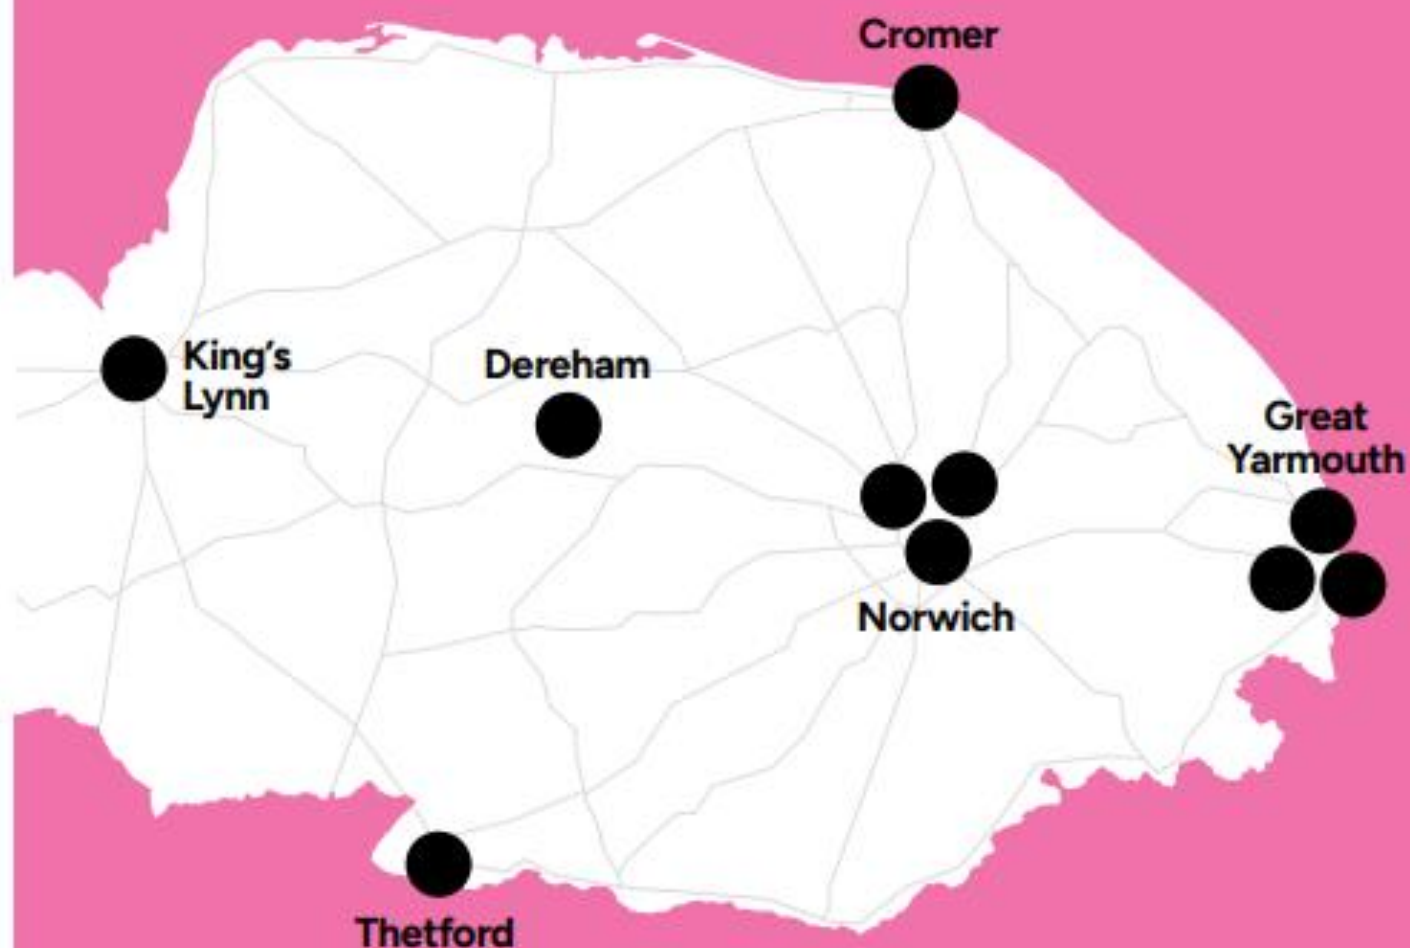 Cromer
King's
Lynn
Dereham
Great
Yarmouth
Norwich
Thetford